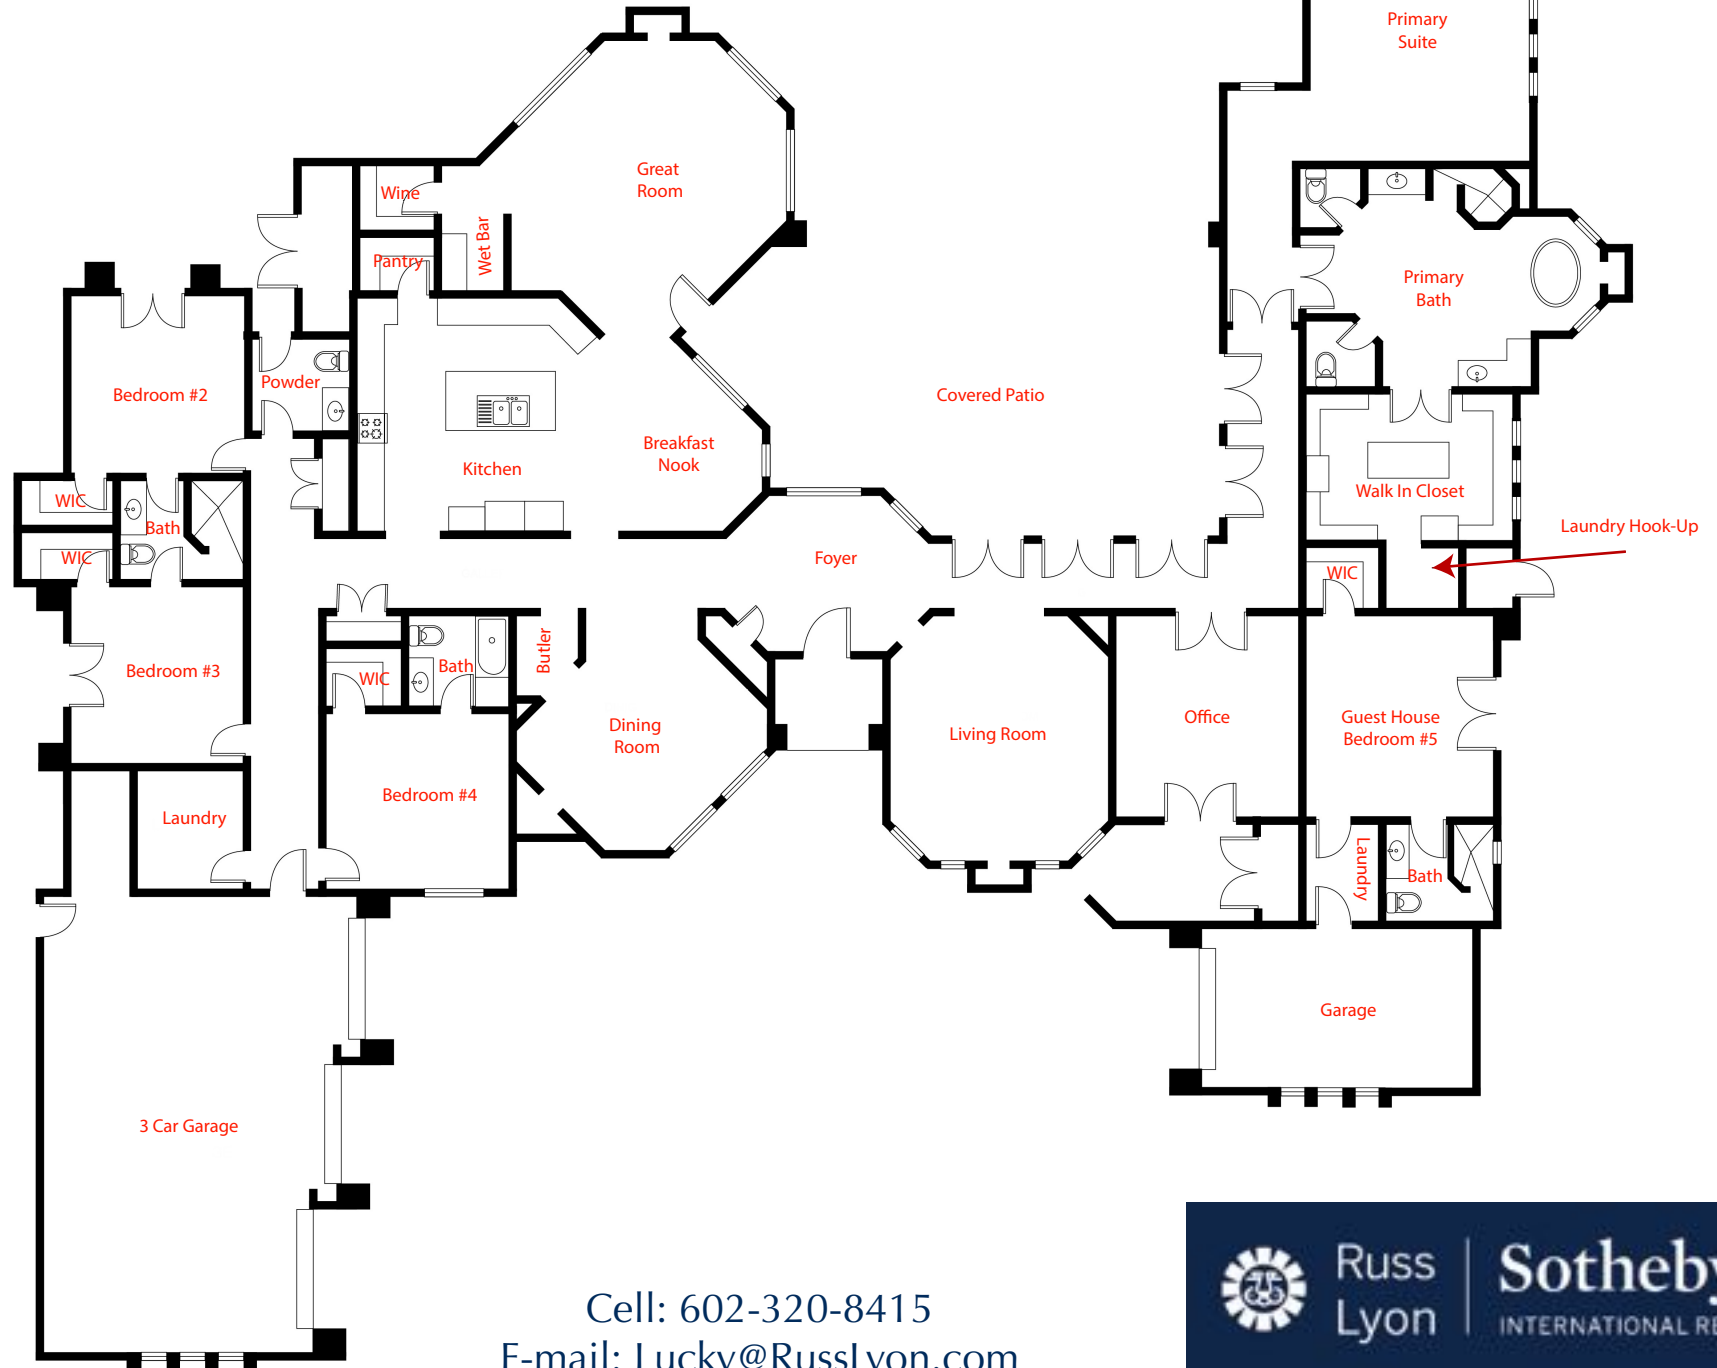 Primary
Suite
Great
Room
Wine
Wet Bar
Pantry
Primary
Bath
Bedroom #2
Powder
Covered Patio
Breakfast
Nook
Kitchen
WIC
Bath
WIC
Walk In Closet
Laundry Hook-Up
Foyer
WIC
Butler
Bath
WIC
Bedroom #3
Dining
Room
Living Room
Office
Guest House
Bedroom #5
Bedroom #4
Laundry
Laundry
Bath
Garage
3 Car Garage
Cell: 602-320-8415
E-mail: Lucky@RussLyon.com
Russ
Lyon
Sotheby
INTERNATIONAL RE